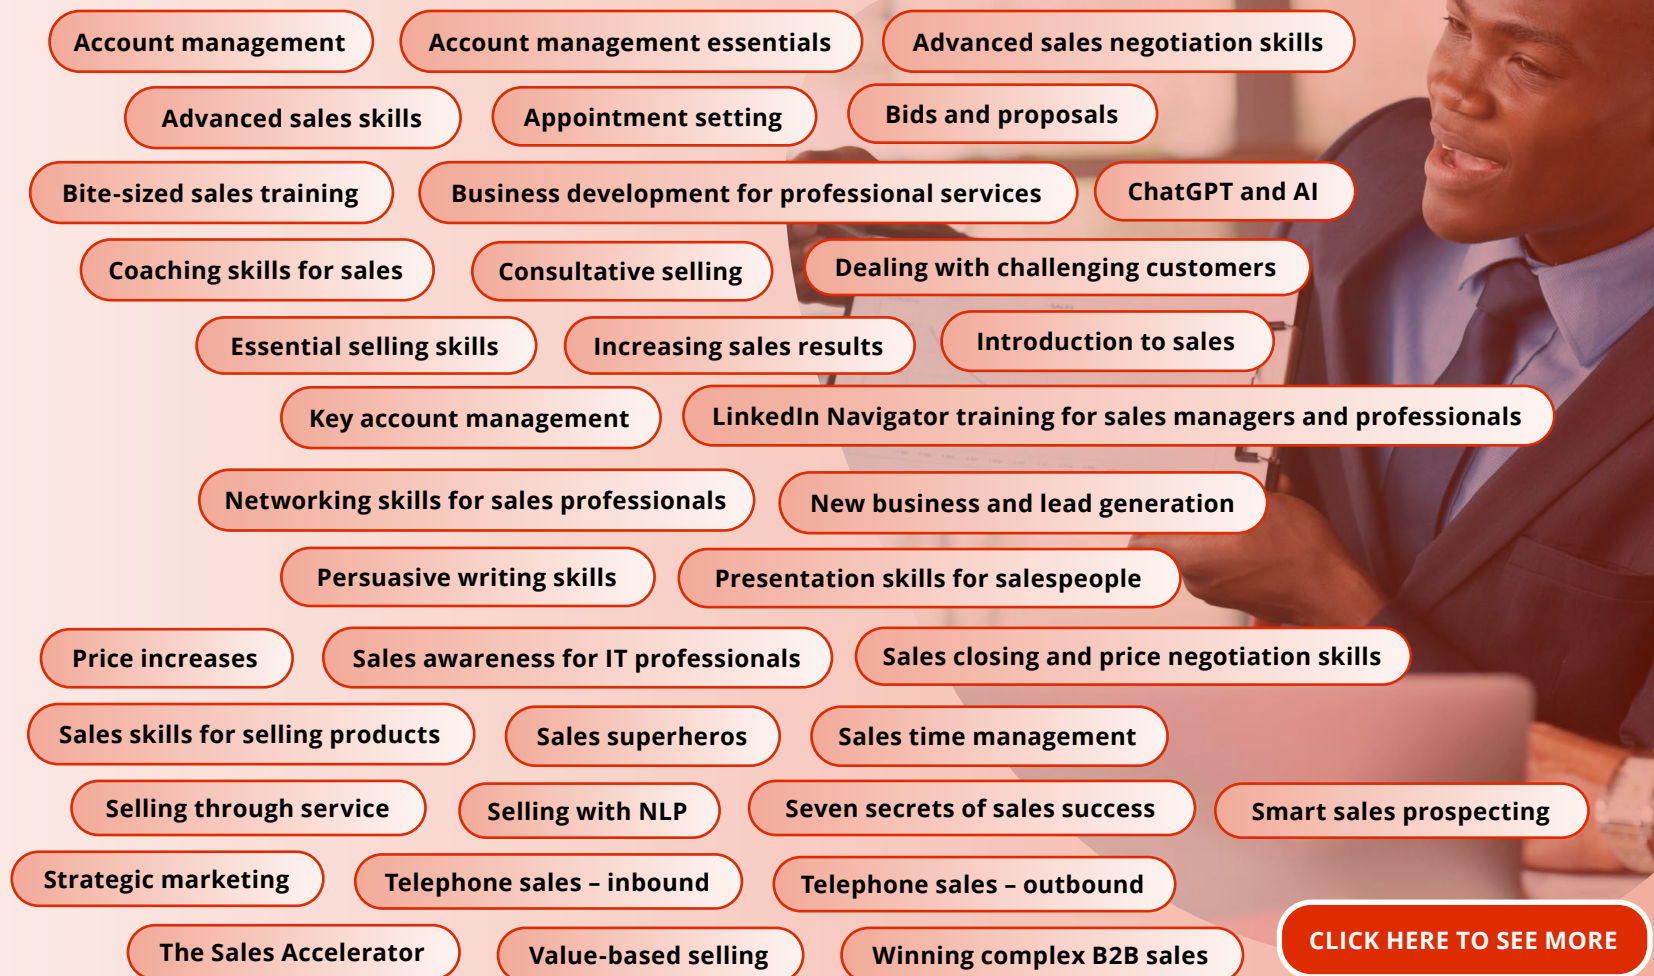 Account management
Account management essentials
Advanced sales negotiation skills
Advanced sales skills
Appointment setting
Bids and proposals
Bite-sized sales training
Business development for professional services
ChatGPT and AI
Coaching skills for sales
Consultative selling
Dealing with challenging customers
Essential selling skills
Increasing sales results
Introduction to sales
Key account management
LinkedIn Navigator training for sales managers and professionals
Networking skills for sales professionals
New business and lead generation
Persuasive writing skills
Presentation skills for salespeople
Price increases
Sales awareness for IT professionals
Sales closing and price negotiation skills
Sales skills for selling products
Sales superheros
Sales time management
Selling through service
Selling with NLP
Seven secrets of sales success
Smart sales prospecting
Strategic marketing
Telephone sales – inbound
Telephone sales – outbound
The Sales Accelerator
Value-based selling
Winning complex B2B sales
CLICK HERE TO SEE MORE